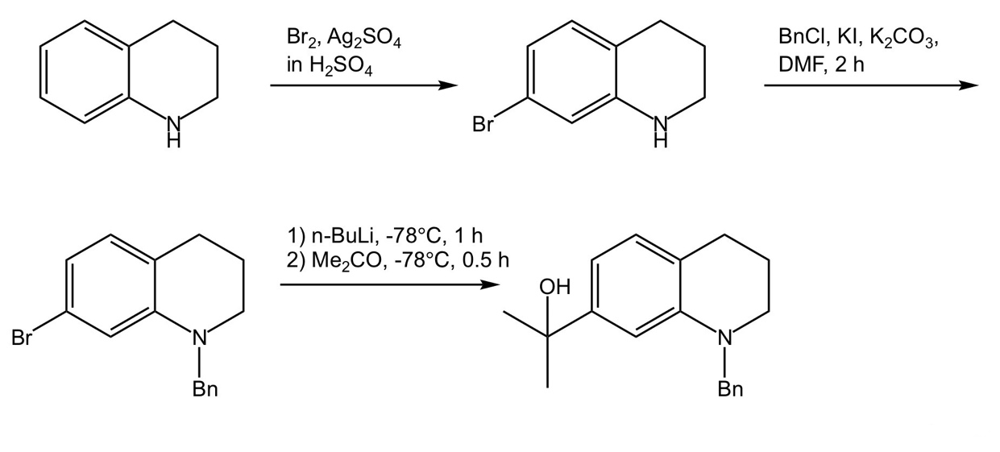 Br₂, Ag₂SO₄
in H₂SO₄
BnCl, KI, K₂CO₃,
DMF, 2 h
N
H
Br
N
H
1) n-BuLi, -78°C, 1 h
2) Me₂CO, -78°C, 0.5 h
OH
Br
N
Bn
N
Bn